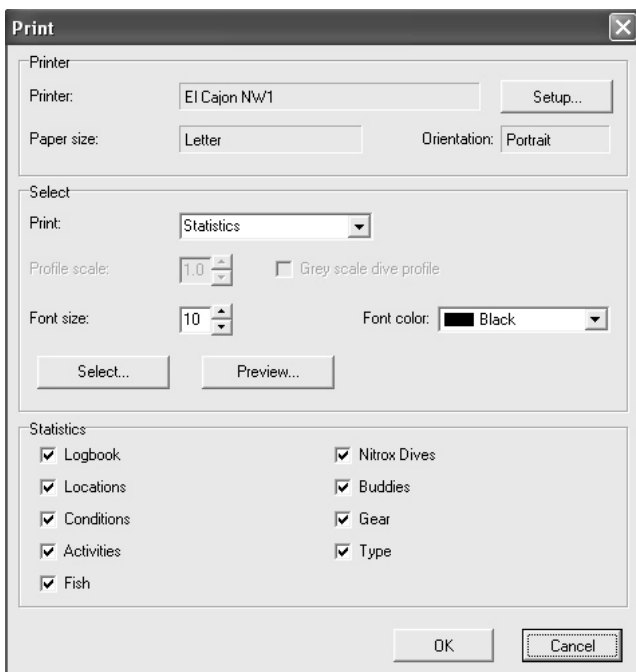 Print
Printer
Printer: El Cajon NW1 Setup...
Paper size: Letter Orientation: Portrait
Select
Print: Statistics
Profile scale: 1.0 Grey scale dive profile
Font size: 10 Font color: Black
Select... Preview...
Statistics
Logbook Nitrox Dives
Locations Buddies
Conditions Gear
Activities Type
Fish
OK Cancel